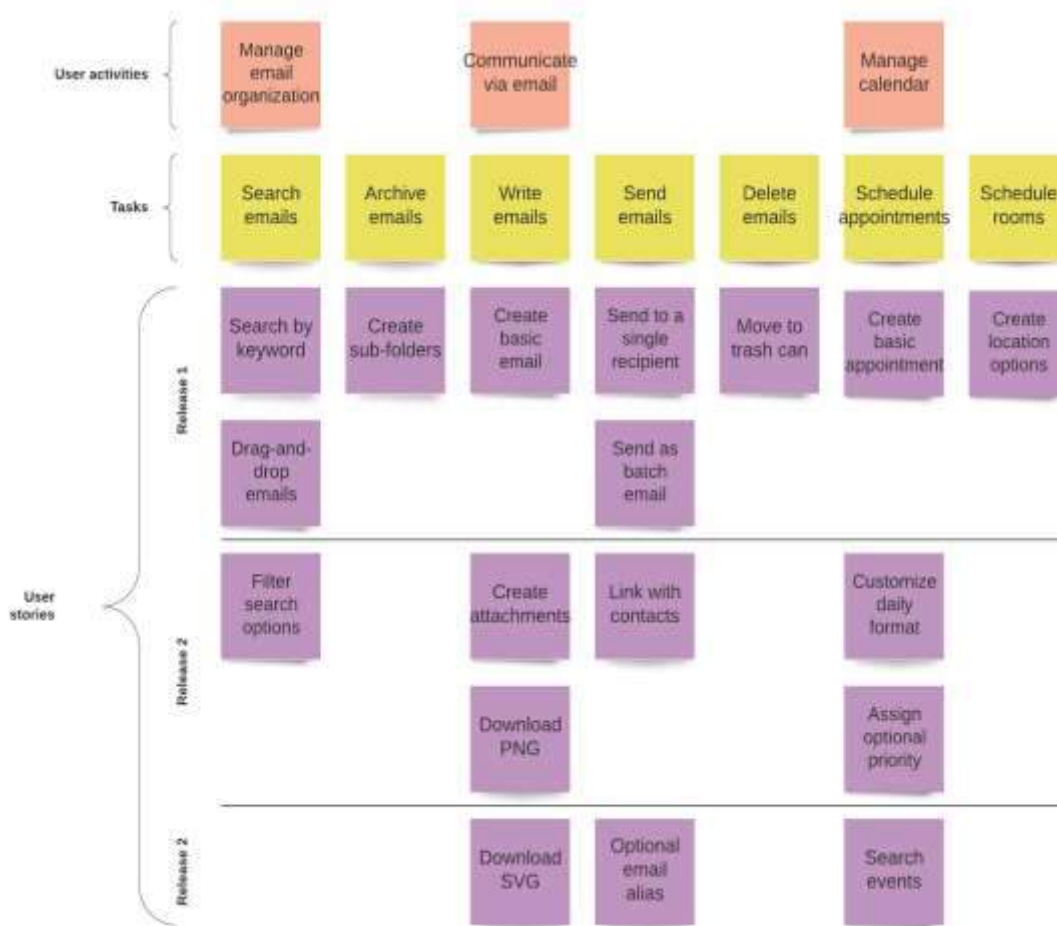 User activities
Manage
email
organization
Communicate
via email
Manage
calendar
Tasks
Search
emails
Archive
emails
Write
emails
Send
emails
Delete
emails
Schedule
appointments
Schedule
rooms
User
stories
Release 1
Search by
keyword
Create
sub-folders
Create
basic
email
Send to a
single
recipient
Move to
trash can
Create
basic
appointment
Create
location
options
Drag-and-
drop
emails
Send as
batch
email
Release 2
Filter
search
options
Create
attachments
Link with
contacts
Customize
daily
format
Download
PNG
Assign
optional
priority
Release 2
Download
SVG
Optional
email
alias
Search
events